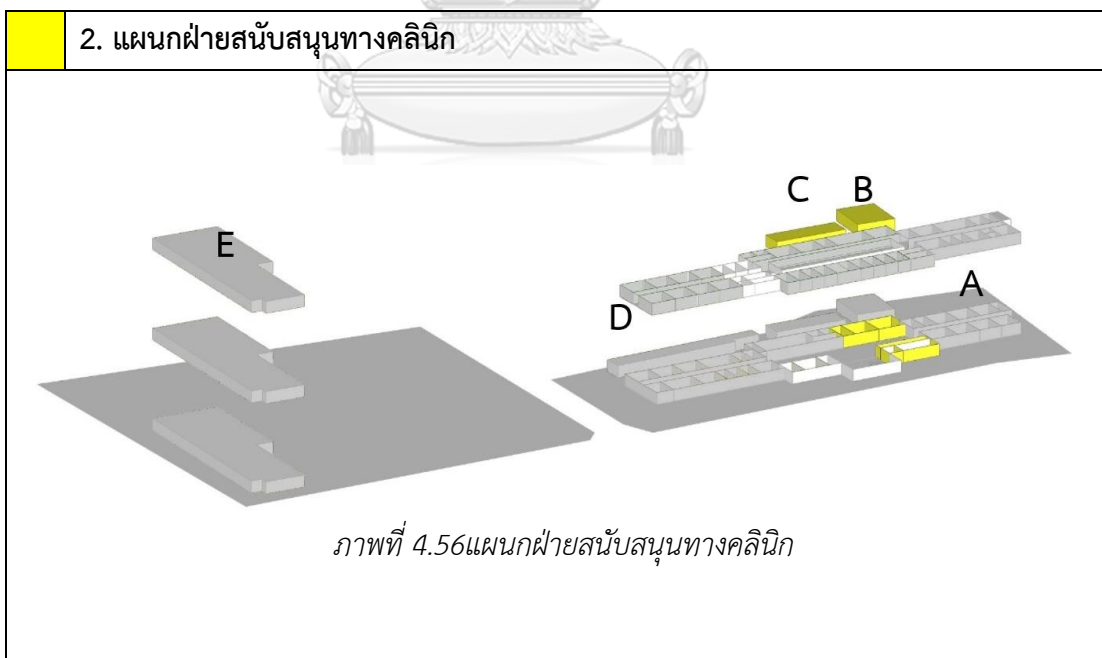 2. แผนกฝ่ายสนับสนุนทางคลินิก
C B
E
A
D
ภาพที่ 4.56แผนกฝ่ายสนับสนุนทางคลินิก